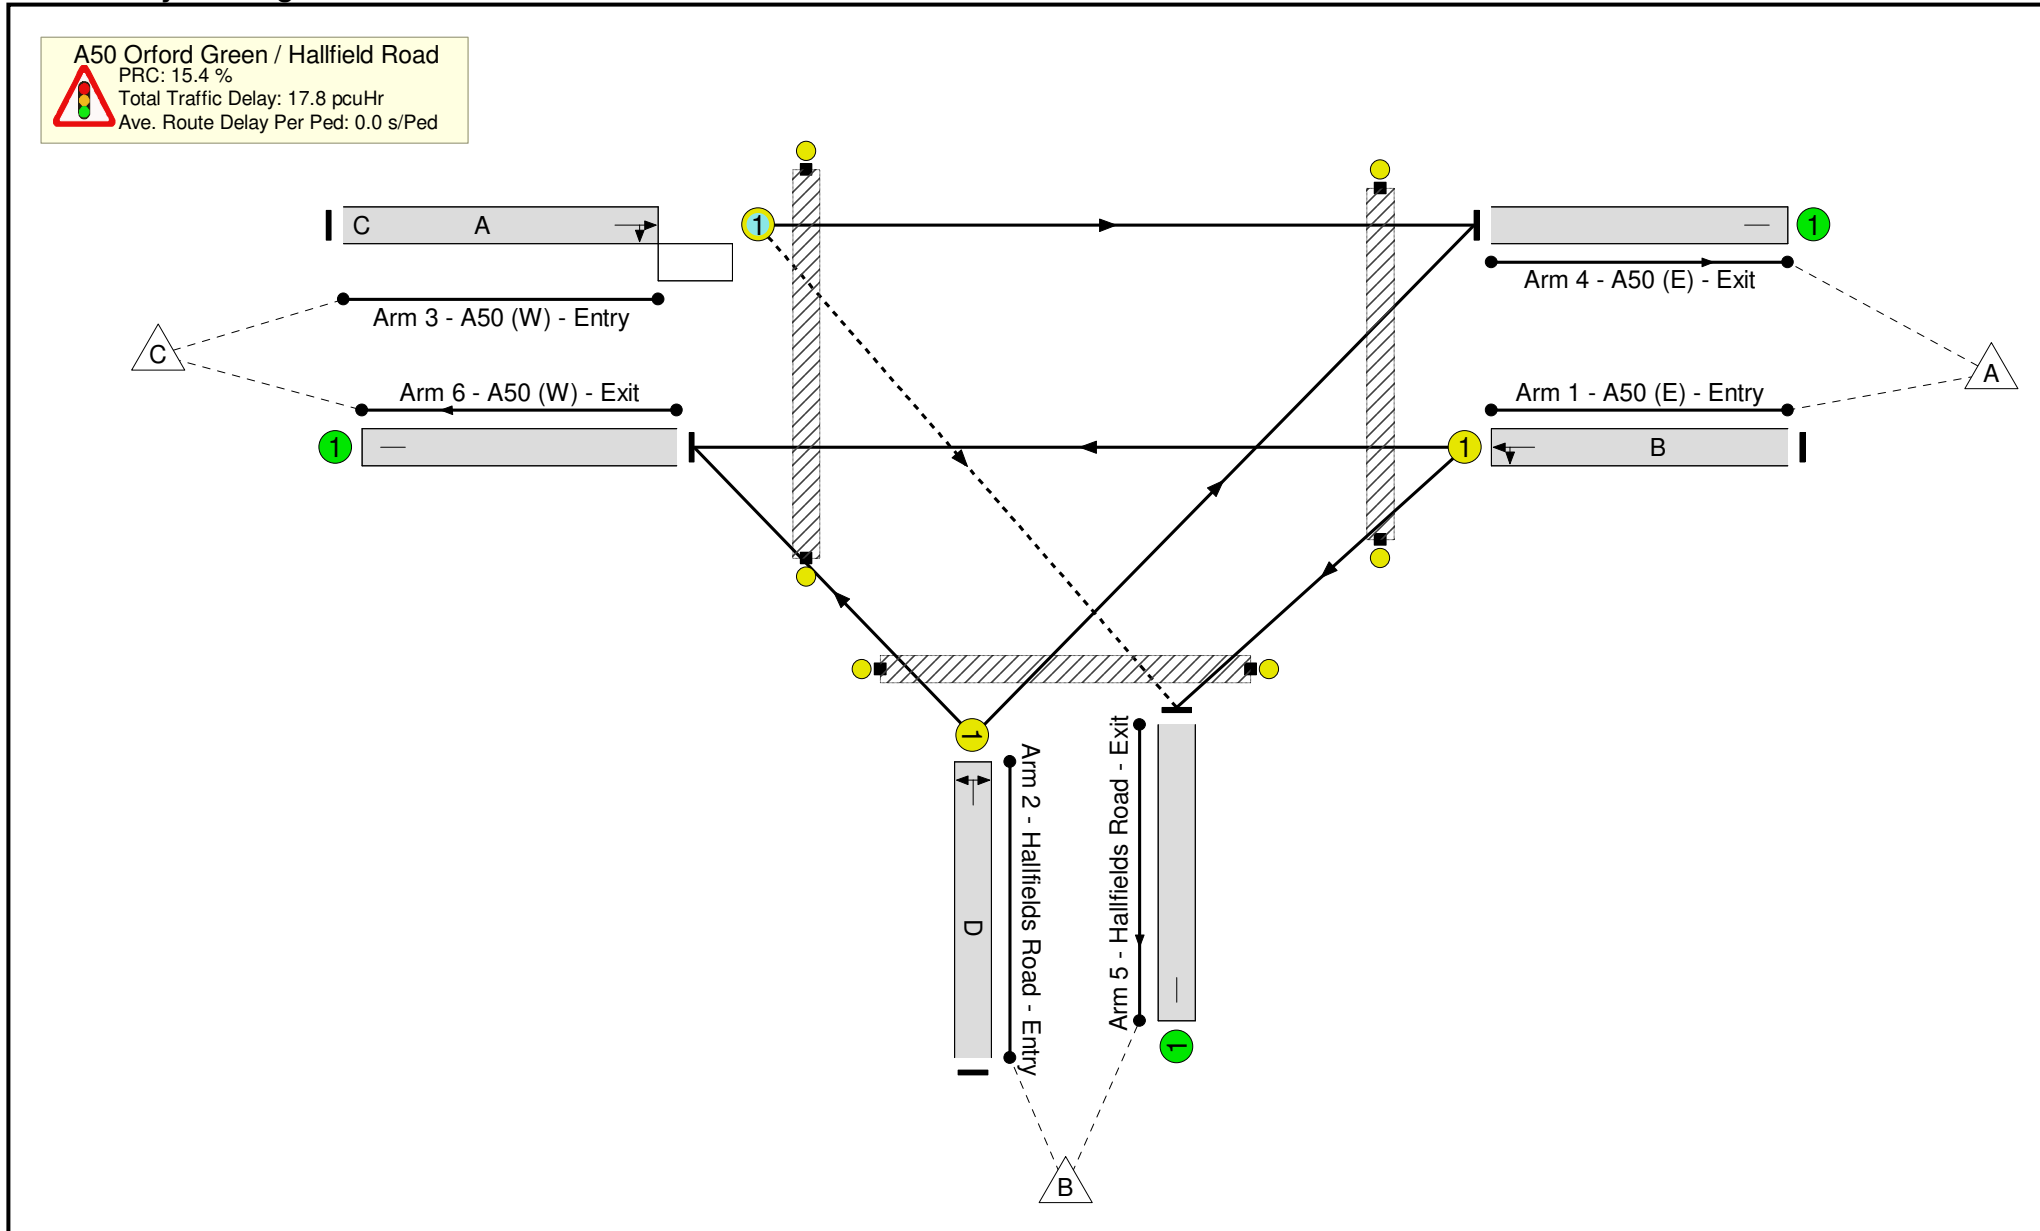 A50 Orford Green / Hallfield Road
PRC: 15.4 %
Total Traffic Delay: 17.8 pcuHr
Ave. Route Delay Per Ped: 0.0 s/Ped
C A
1
1
Arm 3 - A50 (W) - Entry
Arm 4 - A50 (E) - Exit
C
A
Arm 6 - A50 (W) - Exit
Arm 1 - A50 (E) - Entry
1
1
B
1
Arm 2 - Hallfields Road - Entry
Arm 5 - Hallfields Road - Exit
D
1
B